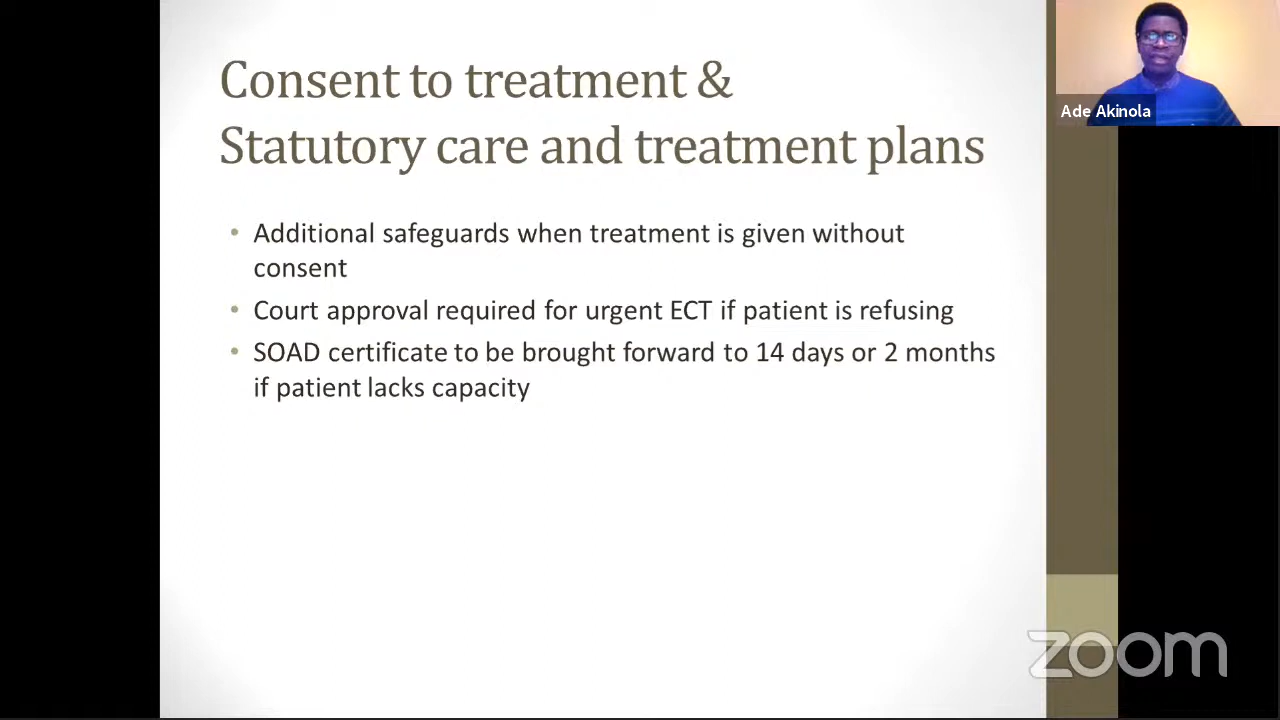 Consent to treatment &
Statutory care and treatment plans
• Additional safeguards when treatment is given without
consent
• Court approval required for urgent ECT if patient is refusing
• SOAD certificate to be brought forward to 14 days or 2 months
if patient lacks capacity
Ade Akinola
zoom